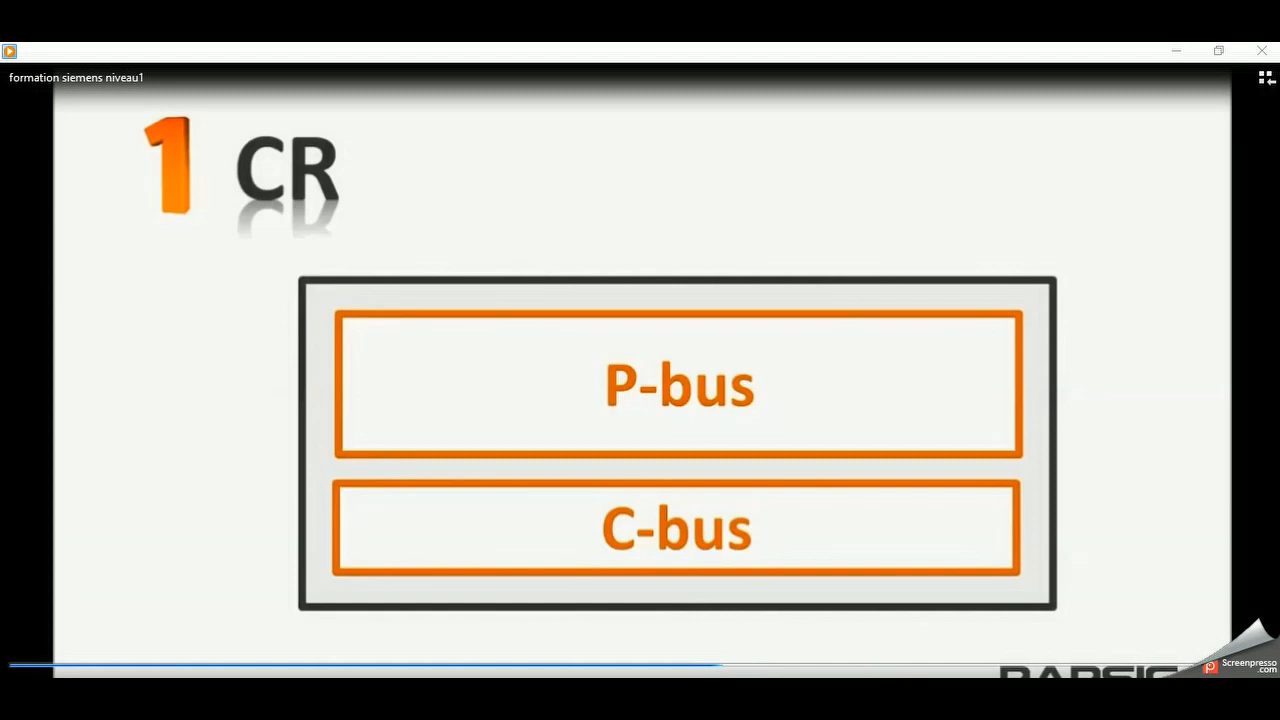 formation siemens niveau1
1 CR
P-bus
C-bus
Screenpresso
.com